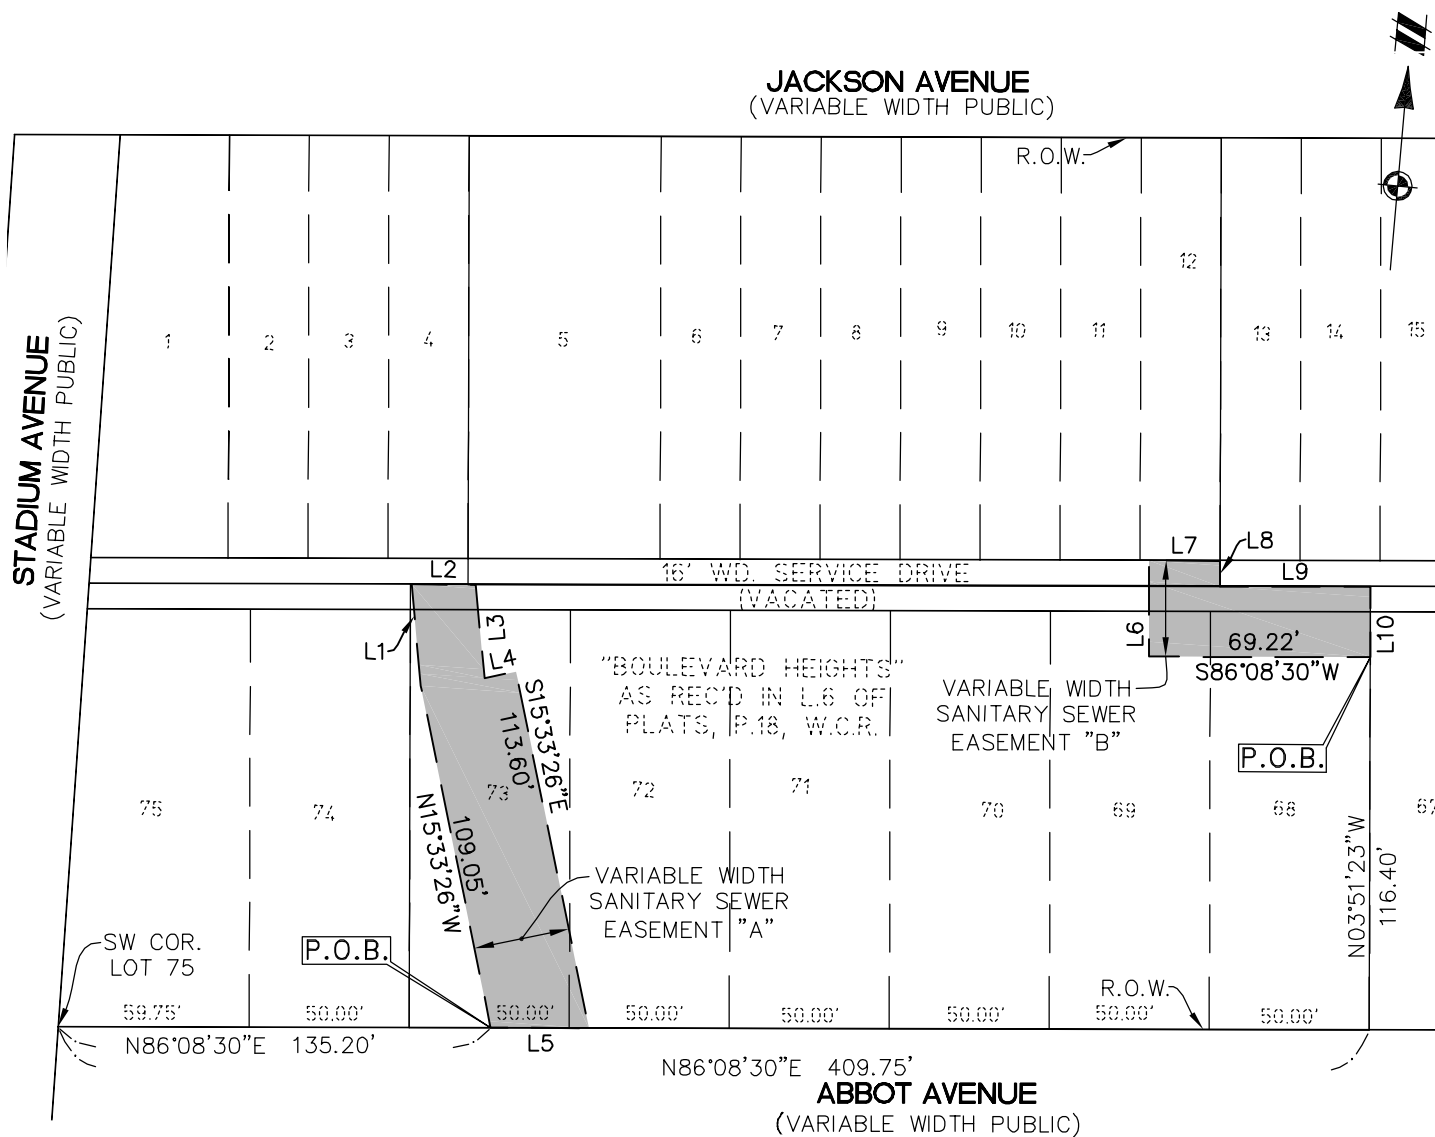 JACKSON AVENUE
(VARIABLE WIDTH PUBLIC)
R.O.W.
N
12
1
2
3
4
5
6
7
8
9
10
11
13
14
15
STADIUM AVENUE
(VARIABLE WIDTH PUBLIC)
L2
16' WD. SERVICE DRIVE
(VACATED)
L7
L8
L9
L1
L3
L4
L6
L10
69.22'
S86°08'30"W
"BOULEVARD HEIGHTS"
AS REC'D IN L.6 OF
PLATS, P.18, W.C.R.
VARIABLE WIDTH
SANITARY SEWER
EASEMENT "B"
P.O.B.
S15°33'26"E
113.60'
75
74
73
72
71
70
69
68
67
109.05'
N15°33'26"W
VARIABLE WIDTH
SANITARY SEWER
EASEMENT "A"
N03°51'23"W
116.40'
SW COR.
LOT 75
P.O.B.
R.O.W.
59.75'
50.00'
50.00'
50.00'
50.00'
50.00'
50.00'
50.00'
N86°08'30"E 135.20'
L5
N86°08'30"E 409.75'
ABBOT AVENUE
(VARIABLE WIDTH PUBLIC)